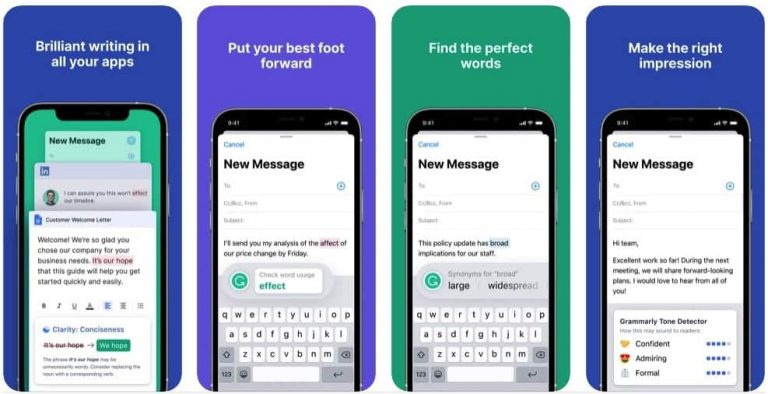 Brilliant writing in
all your apps
New Message
I can assure you this won't effect
our timeline.
Customer Welcome Letter
Welcome! We're so glad you
chose our company for your
business needs. It's our hope
that this guide will help you get
started quickly and easily.
B I U A
Clarity: Conciseness
It's our hope → We hope
The phrase It's our hope may be
unnecessarily wordy. Consider replacing the
noun with a corresponding verb.
Put your best foot
forward
9:41
Cancel
New Message
To:
Cc/Bcc, From:
Subject:
I'll send you my analysis of the affect of
our price change by Friday.
Check word usage
effect
q w e r t y u i o p
a s d f g h j k l
z x c v b n m
123
Find the perfect
words
9:41
Cancel
New Message
To:
Cc/Bcc, From:
Subject:
This policy update has broad
implications for our staff.
Synonyms for "broad"
large widespread
q w e r t y u i o p
a s d f g h j k l
z x c v b n m
123
Make the right
impression
9:41
Cancel
New Message
To:
Cc/Bcc, From:
Subject:
Hi team,
Excellent work so far! During the next
meeting, we will share forward-looking
plans. I would love to hear from all of
you!
Grammarly Tone Detector
How this may sound to readers:
Confident
Admiring
Formal